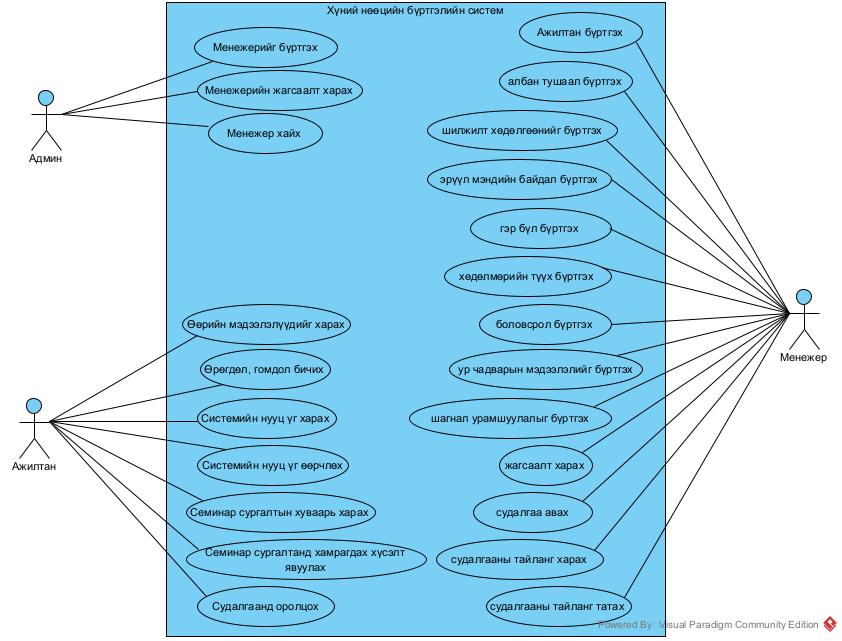 Хүний нөөцийн бүртгэлийн систем
Менежерийг бүртгэх
Менежерийн жагсаалт харах
Менежер хайх
Админ
Өөрийн мэдээлэлүүдийг харах
Өрөгдөл, гомдол бичих
Системийн нууц үг харах
Системийн нууц үг өөрчлөх
Семинар сургалтын хуваарь харах
Семинар сургалтанд хамрагдах хүсэлт
явуулах
Судалгаанд оролцох
Ажилтан
Ажилтан бүртгэх
албан тушаал бүртгэх
шилжилт хөдөлгөөнийг бүртгэх
эрүүл мэндийн байдал бүртгэх
гэр бүл бүртгэх
хөдөлмөрийн түүх бүртгэх
боловсрол бүртгэх
ур чадварын мэдээлэлийг бүртгэх
шагнал урамшуулалыг бүртгэх
жагсаалт харах
судалгаа авах
судалгааны тайланг харах
судалгааны тайланг татах
Менежер
Powered By: Visual Paradigm Community Edition